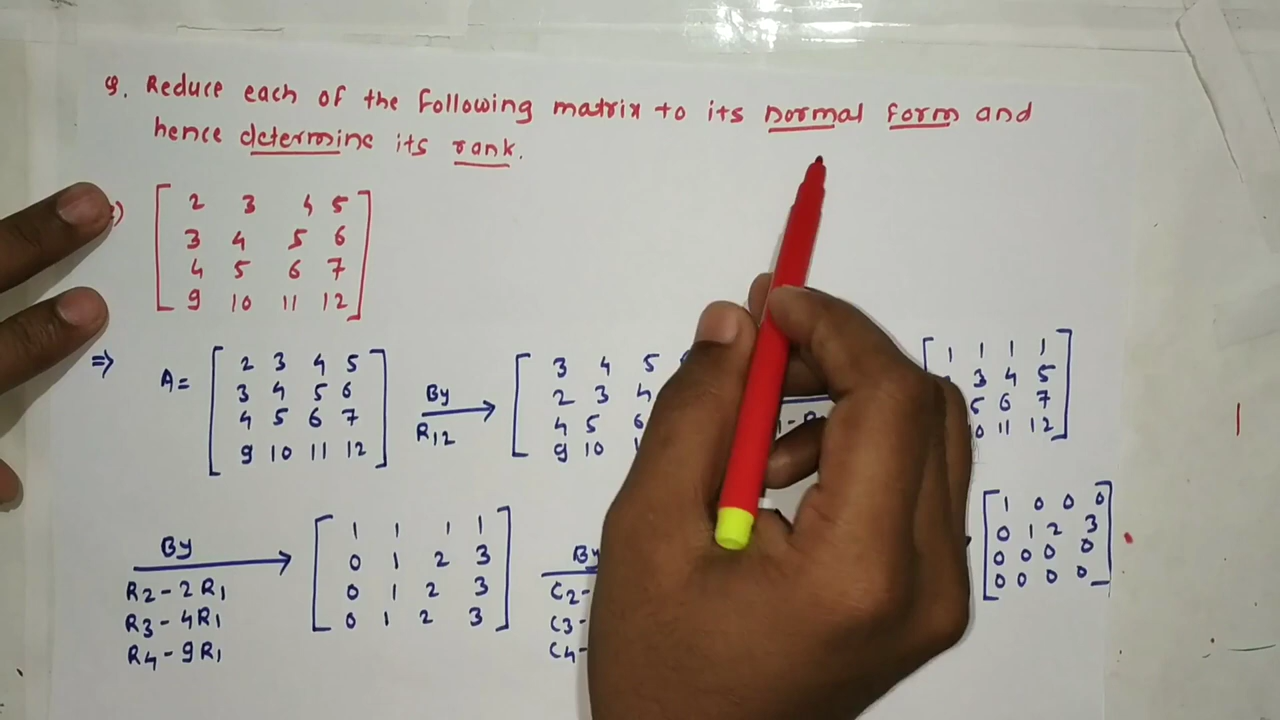 Q. Reduce each of the following matrix to its normal form and
hence determine its rank.
2 3 4 5
3 4 5 6
4 5 6 7
9 10 11 12
⇒ A = 2 3 4 5
3 4 5 6
4 5 6 7
9 10 11 12
By
R12
3 4 5
2 3 4
4 5 6
9 10
1 1 1 1
3 4 5
5 6 7
11 12
By
R2 - 2R1
R3 - 4R1
R4 - 9R1
1 1 1 1
0 1 2 3
0 1 2 3
0 1 2 3
By
C2-
C3-
C4-
1 0 0 0
0 1 2 3
0 0 0 0
0 0 0 0